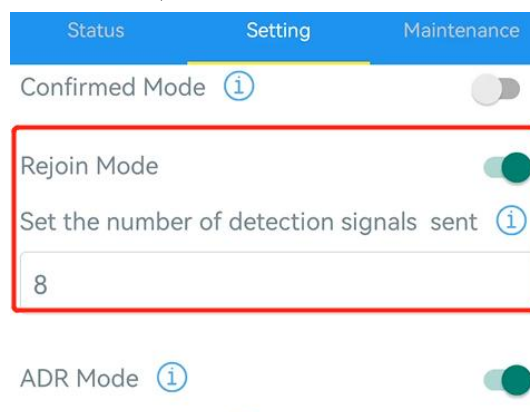 Status Setting Maintenance
Confirmed Mode i
Rejoin Mode
Set the number of detection signals sent i
8
ADR Mode i